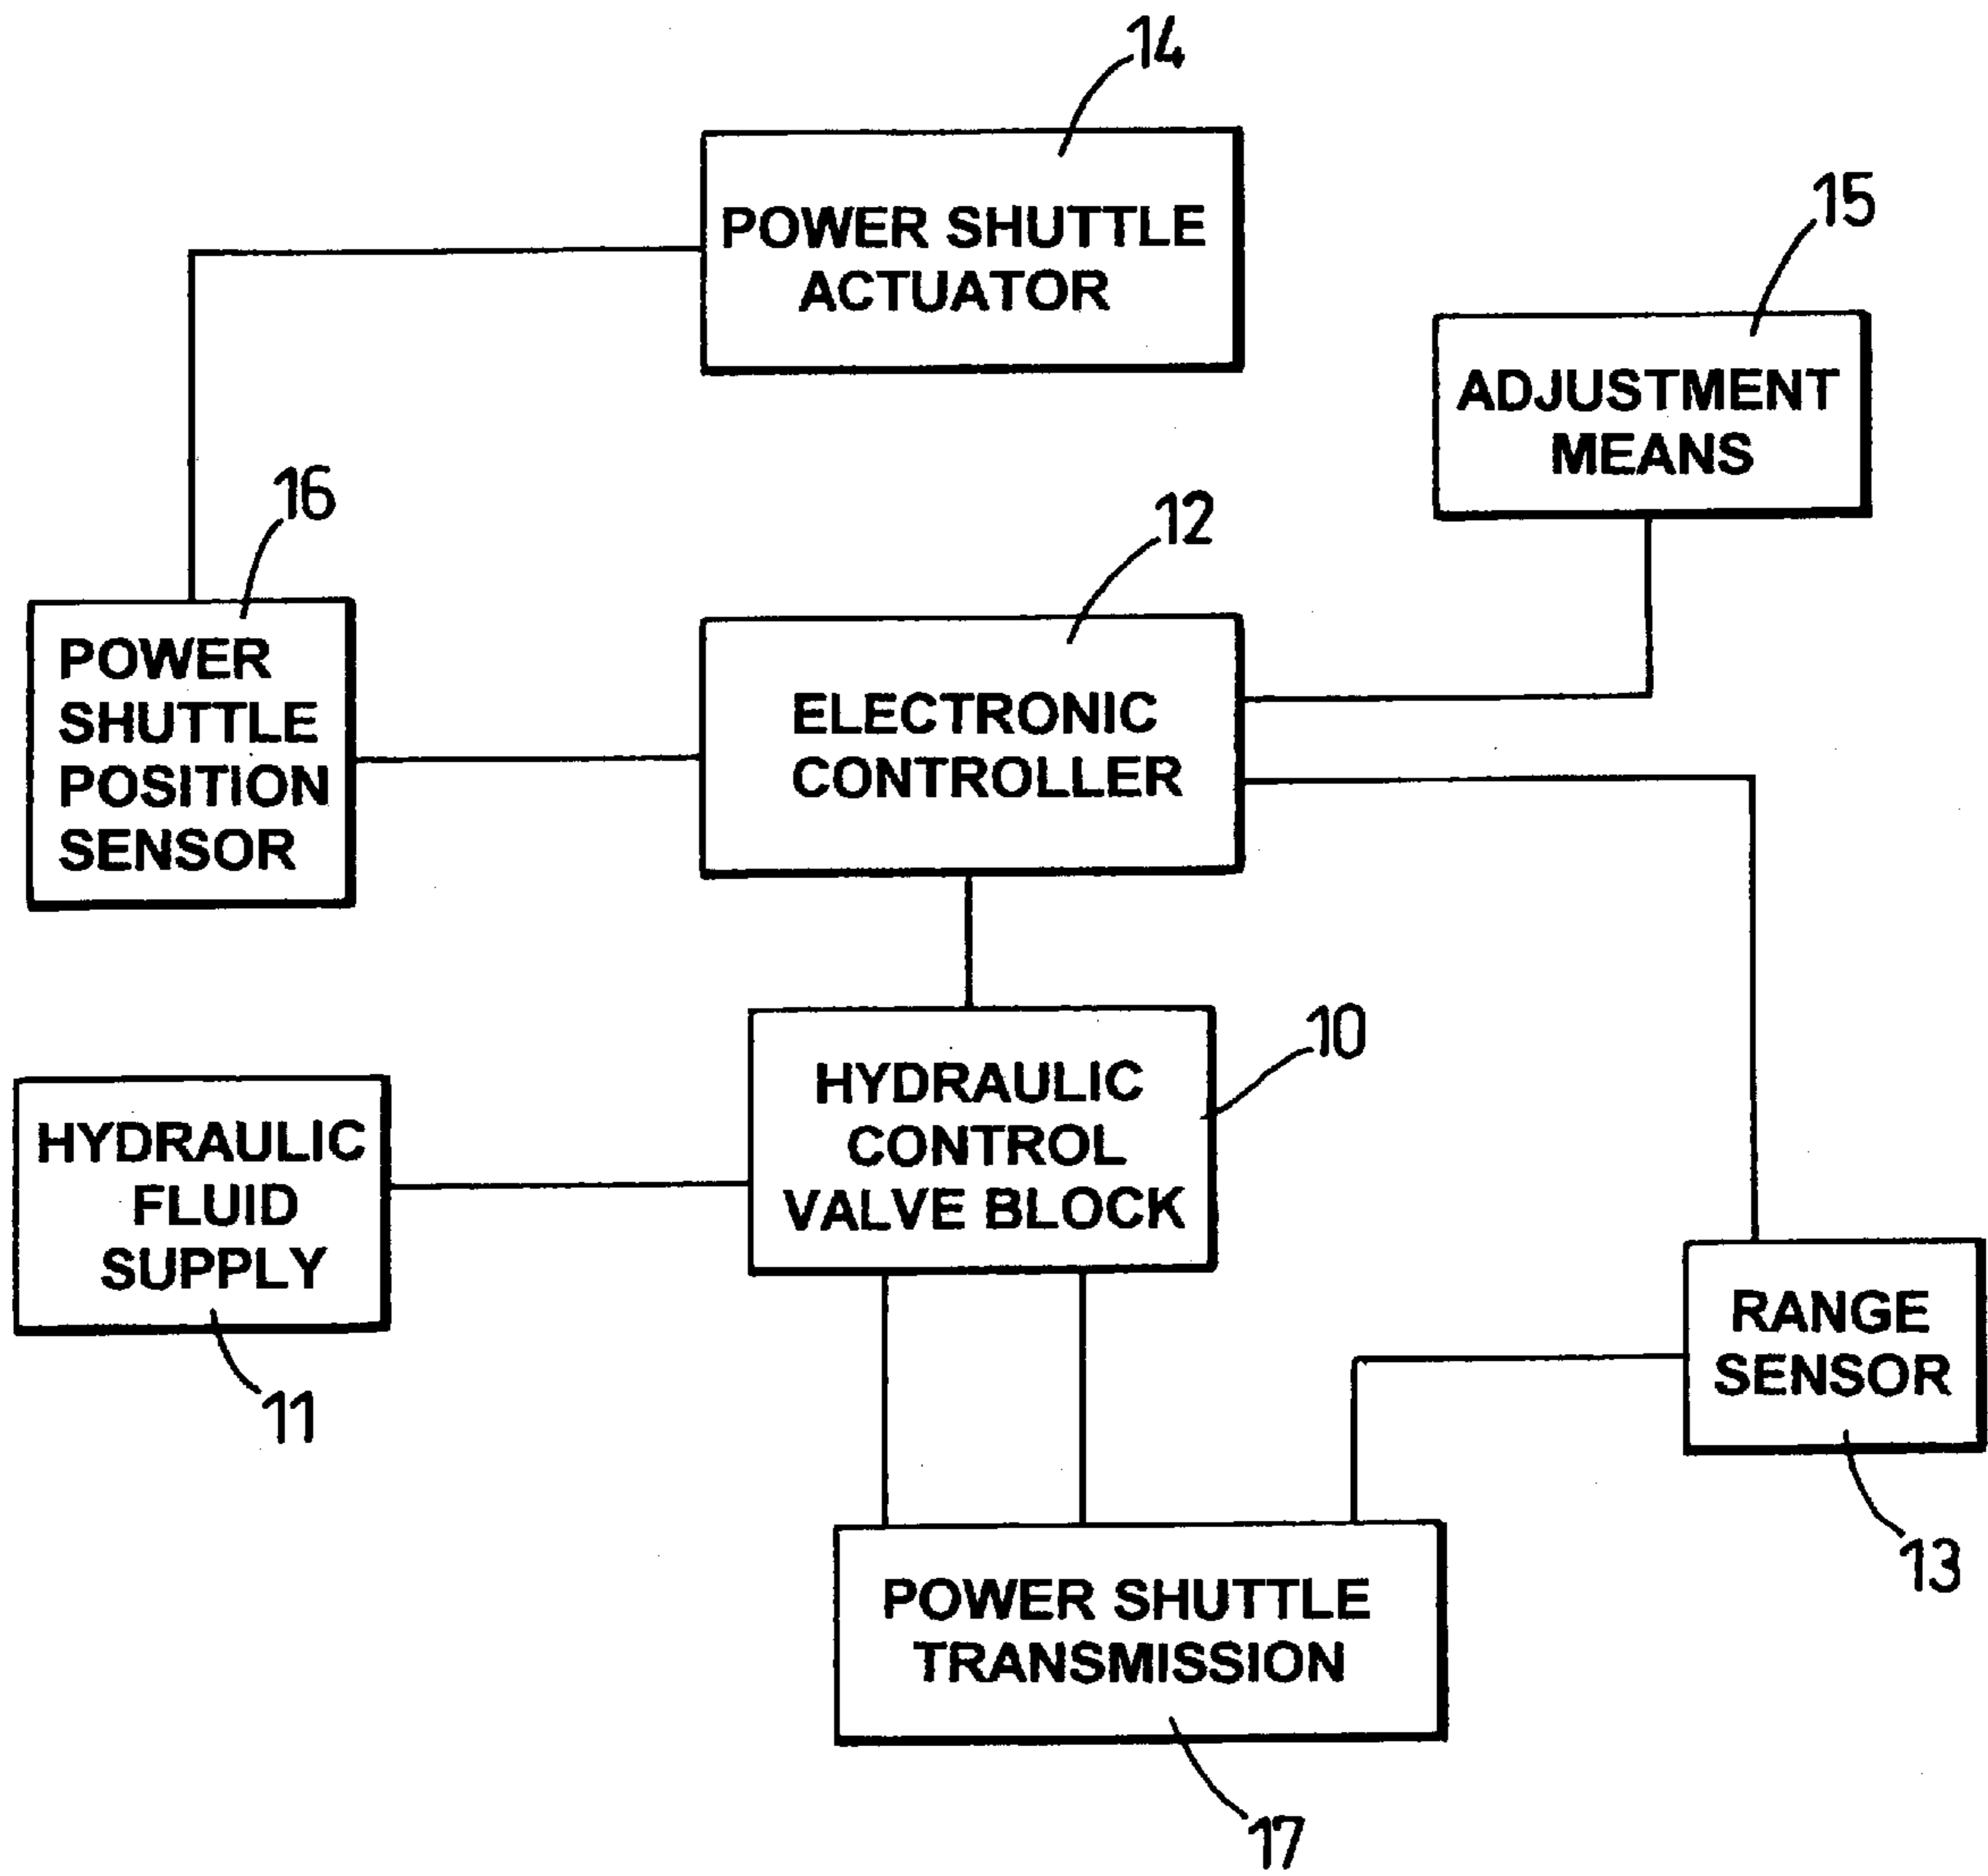 14
POWER SHUTTLE
ACTUATOR
15
ADJUSTMENT
MEANS
16
POWER
SHUTTLE
POSITION
SENSOR
12
ELECTRONIC
CONTROLLER
10
HYDRAULIC
CONTROL
VALVE BLOCK
HYDRAULIC
FLUID
SUPPLY
11
RANGE
SENSOR
13
POWER SHUTTLE
TRANSMISSION
17